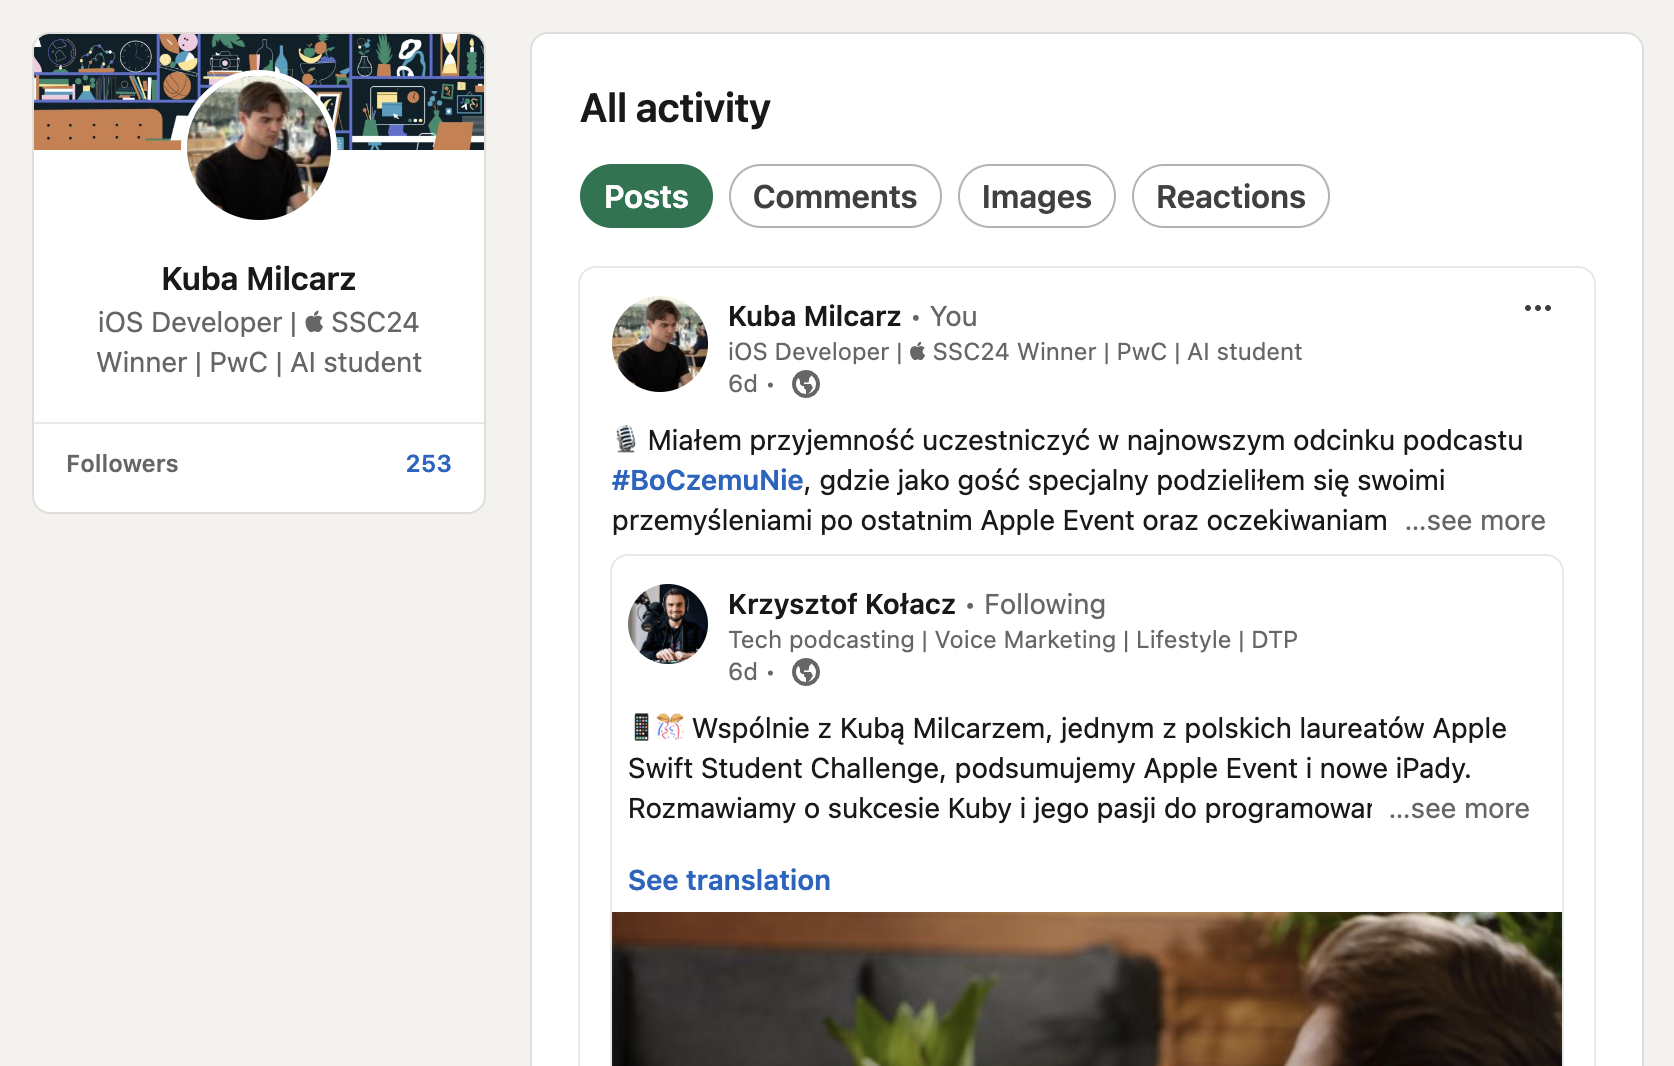 Kuba Milcarz
iOS Developer |  SSC24
Winner | PwC | AI student
Followers 253
All activity
Posts Comments Images Reactions
Kuba Milcarz • You
iOS Developer |  SSC24 Winner | PwC | AI student
6d •
🎙️ Miałem przyjemność uczestniczyć w najnowszym odcinku podcastu
#BoCzemuNie, gdzie jako gość specjalny podzieliłem się swoimi
przemyśleniami po ostatnim Apple Event oraz oczekiwaniam ...see more
Krzysztof Kołacz • Following
Tech podcasting | Voice Marketing | Lifestyle | DTP
6d •
📱🎊 Wspólnie z Kubą Milcarzem, jednym z polskich laureatów Apple
Swift Student Challenge, podsumujemy Apple Event i nowe iPady.
Rozmawiamy o sukcesie Kuby i jego pasji do programowan ...see more
See translation